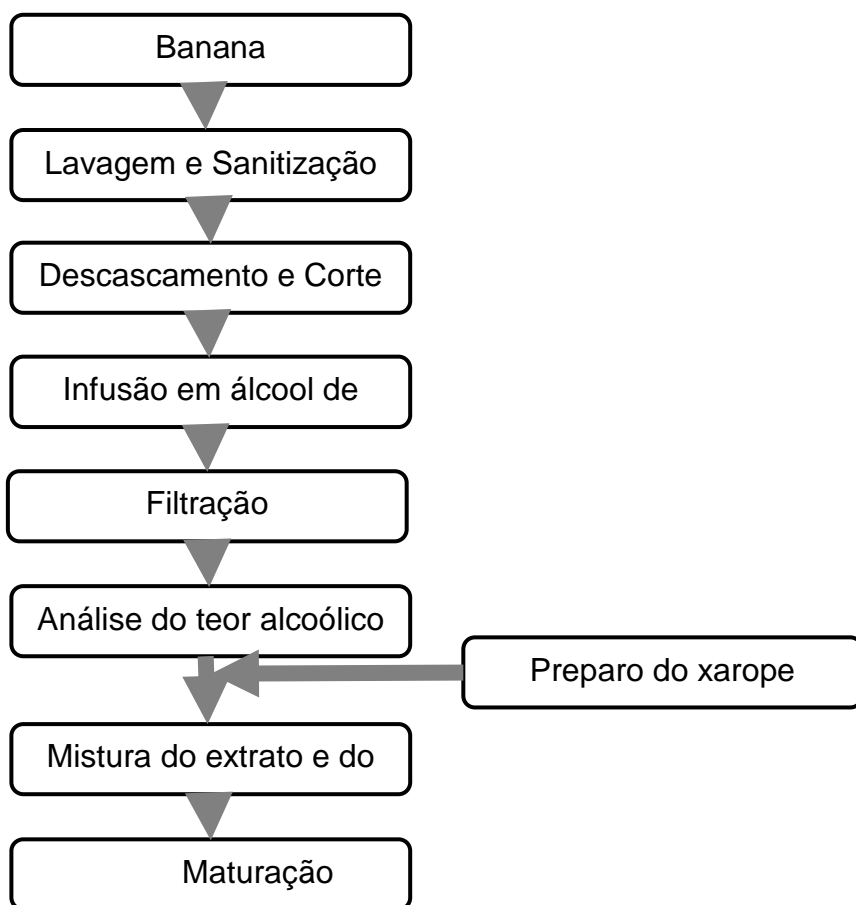 Banana
Lavagem e Sanitização
Descascamento e Corte
Infusão em álcool de
Filtração
Análise do teor alcoólico
Preparo do xarope
Mistura do extrato e do
Maturação